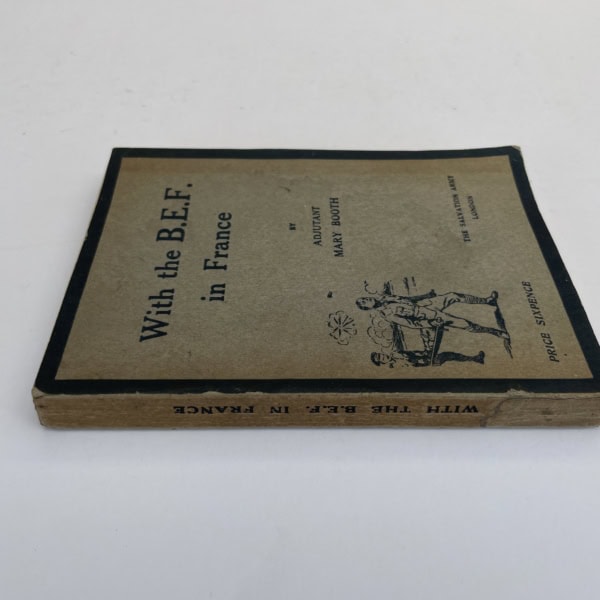 With the B.E.F.
in France
BY
ADJUTANT
MARY BOOTH
THE SALVATION ARMY
LONDON
PRICE SIXPENCE
WITH THE B.E.F. IN FRANCE